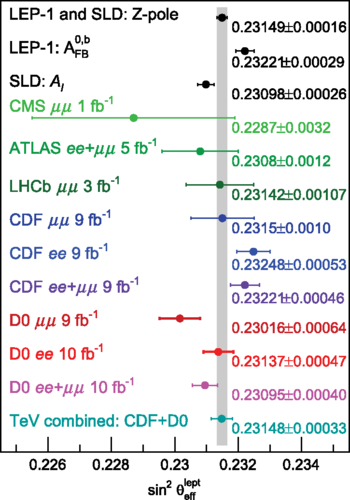 LEP-1 and SLD: Z-pole 0.23149±0.00016
LEP-1: A_FB^0,b 0.23221±0.00029
SLD: A_l 0.23098±0.00026
CMS μμ 1 fb⁻¹ 0.2287±0.0032
ATLAS ee+μμ 5 fb⁻¹ 0.2308±0.0012
LHCb μμ 3 fb⁻¹ 0.23142±0.00107
CDF μμ 9 fb⁻¹ 0.2315±0.0010
CDF ee 9 fb⁻¹ 0.23248±0.00053
CDF ee+μμ 9 fb⁻¹ 0.23221±0.00046
D0 μμ 9 fb⁻¹ 0.23016±0.00064
D0 ee 10 fb⁻¹ 0.23137±0.00047
D0 ee+μμ 10 fb⁻¹ 0.23095±0.00040
TeV combined: CDF+D0 0.23148±0.00033
0.226 0.228 0.23 0.232 0.234
sin² θ_eff^lept